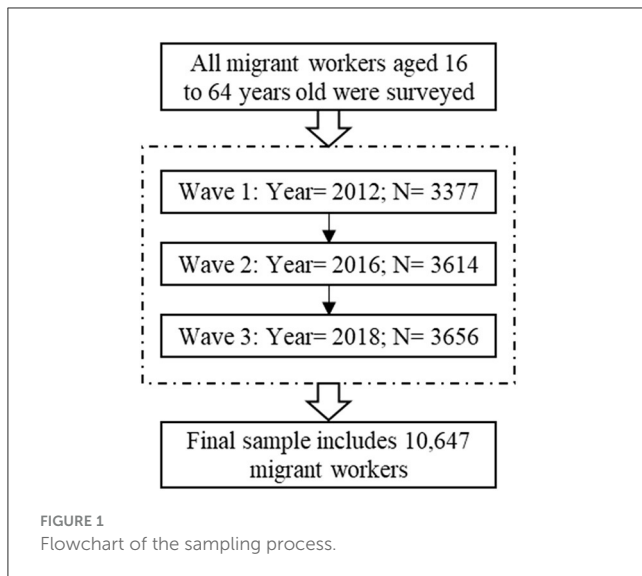 All migrant workers aged 16
to 64 years old were surveyed
Wave 1: Year= 2012; N= 3377
Wave 2: Year= 2016; N= 3614
Wave 3: Year= 2018; N= 3656
Final sample includes 10,647
migrant workers
FIGURE 1
Flowchart of the sampling process.